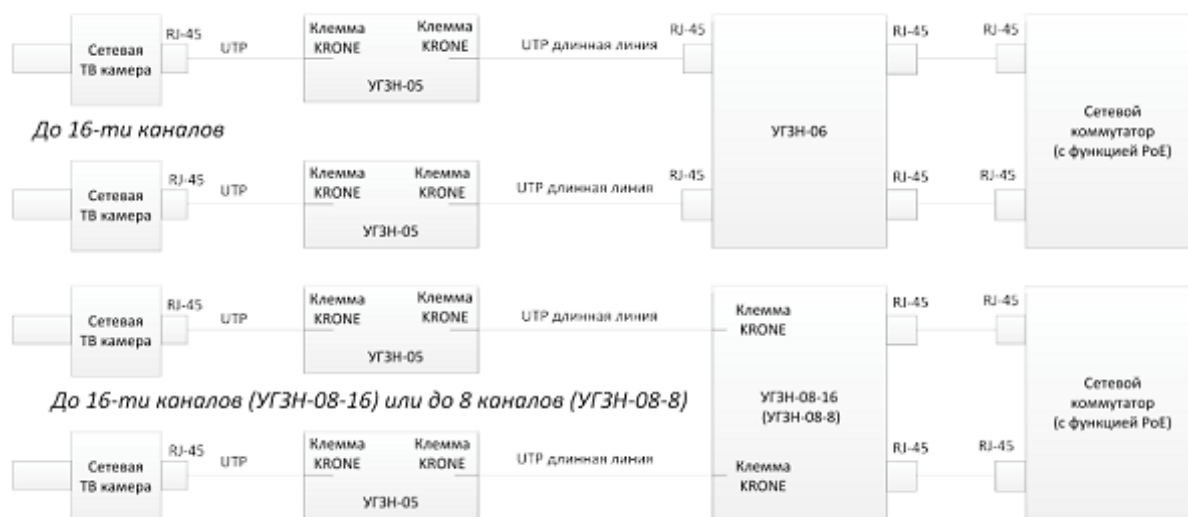 RJ-45
Клемма
KRONE
Клемма
KRONE
RJ-45
RJ-45
RJ-45
Сетевая
ТВ камера
UTP
UTP длинная линия
УГЗН-05
До 16-ти каналов
УГЗН-06
Сетевой
коммутатор
(с функцией PoE)
RJ-45
Клемма
KRONE
Клемма
KRONE
RJ-45
RJ-45
RJ-45
Сетевая
ТВ камера
UTP
UTP длинная линия
УГЗН-05
RJ-45
Клемма
KRONE
Клемма
KRONE
Клемма
KRONE
RJ-45
RJ-45
Сетевая
ТВ камера
UTP
UTP длинная линия
УГЗН-05
До 16-ти каналов (УГЗН-08-16) или до 8 каналов (УГЗН-08-8)
УГЗН-08-16
(УГЗН-08-8)
Сетевой
коммутатор
(с функцией PoE)
RJ-45
Клемма
KRONE
Клемма
KRONE
Клемма
KRONE
RJ-45
RJ-45
Сетевая
ТВ камера
UTP
UTP длинная линия
УГЗН-05